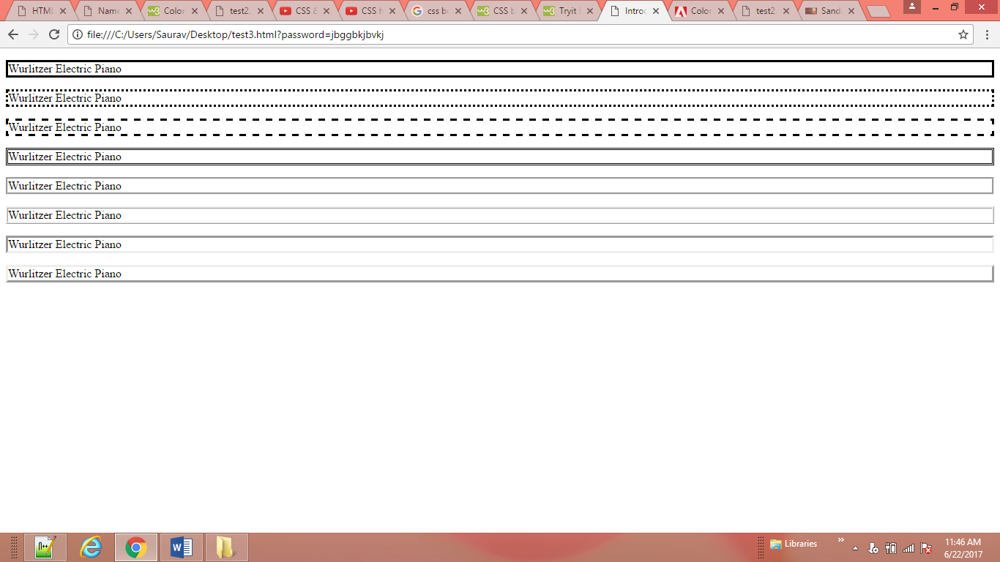 HTML
Name
Color
test2.
CSS &
CSS h
css bo
CSS b
Tryit
Introd
Color
test2.
Sand
file:///C:/Users/Saurav/Desktop/test3.html?password=jbggbkjbvkj
Wurlitzer Electric Piano
Wurlitzer Electric Piano
Wurlitzer Electric Piano
Wurlitzer Electric Piano
Wurlitzer Electric Piano
Wurlitzer Electric Piano
Wurlitzer Electric Piano
Wurlitzer Electric Piano
Libraries
11:46 AM
6/22/2017